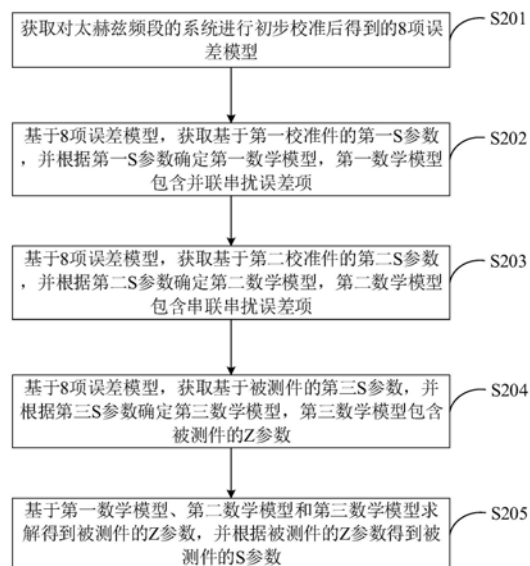 获取对太赫兹频段的系统进行初步校准后得到的8项误
差模型
S201
基于8项误差模型，获取基于第一校准件的第一S参数
，并根据第一S参数确定第一数学模型，第一数学模型
包含并联串扰误差项
S202
基于8项误差模型，获取基于第二校准件的第二S参数
，并根据第二S参数确定第二数学模型，第二数学模型
包含串联串扰误差项
S203
基于8项误差模型，获取基于被测件的第三S参数，并
根据第三S参数确定第三数学模型，第三数学模型包含
被测件的Z参数
S204
基于第一数学模型、第二数学模型和第三数学模型求
解得到被测件的Z参数，并根据被测件的Z参数得到被
测件的S参数
S205